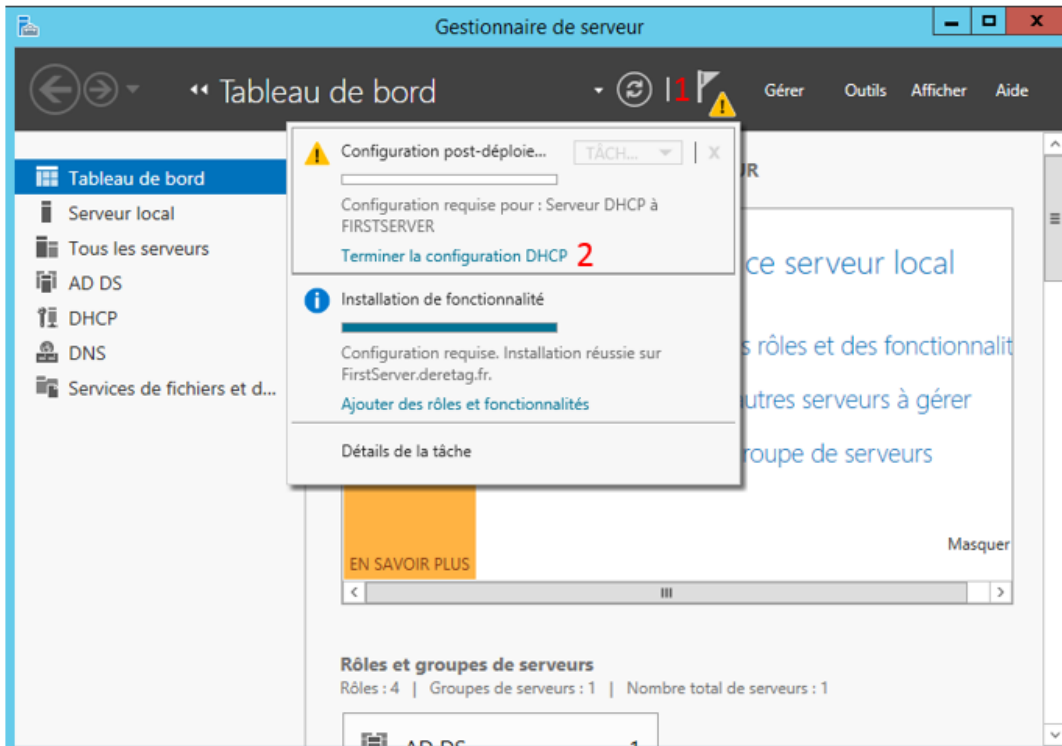 Gestionnaire de serveur
Tableau de bord
1
Gérer Outils Afficher Aide
Tableau de bord
Serveur local
Tous les serveurs
AD DS
DHCP
DNS
Services de fichiers et d...
Configuration post-déploie... TÂCH... X
Configuration requise pour : Serveur DHCP à
FIRSTSERVER
Terminer la configuration DHCP 2
Installation de fonctionnalité
Configuration requise. Installation réussie sur
FirstServer.deretag.fr.
Ajouter des rôles et fonctionnalités
Détails de la tâche
UR
ce serveur local
s rôles et des fonctionnalit
autres serveurs à gérer
roupe de serveurs
Masquer
EN SAVOIR PLUS
Rôles et groupes de serveurs
Rôles : 4 | Groupes de serveurs : 1 | Nombre total de serveurs : 1
AD DS 1